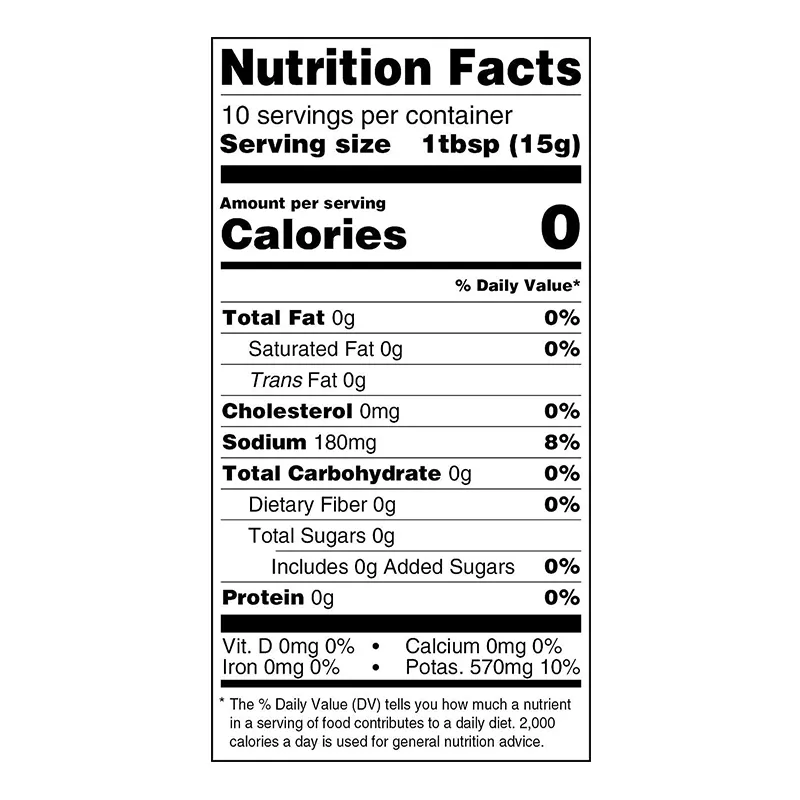 Nutrition Facts
10 servings per container
Serving size 1tbsp (15g)
Amount per serving
Calories 0
% Daily Value*
Total Fat 0g 0%
Saturated Fat 0g 0%
Trans Fat 0g
Cholesterol 0mg 0%
Sodium 180mg 8%
Total Carbohydrate 0g 0%
Dietary Fiber 0g 0%
Total Sugars 0g
Includes 0g Added Sugars 0%
Protein 0g 0%
Vit. D 0mg 0% • Calcium 0mg 0%
Iron 0mg 0% • Potas. 570mg 10%
* The % Daily Value (DV) tells you how much a nutrient
in a serving of food contributes to a daily diet. 2,000
calories a day is used for general nutrition advice.